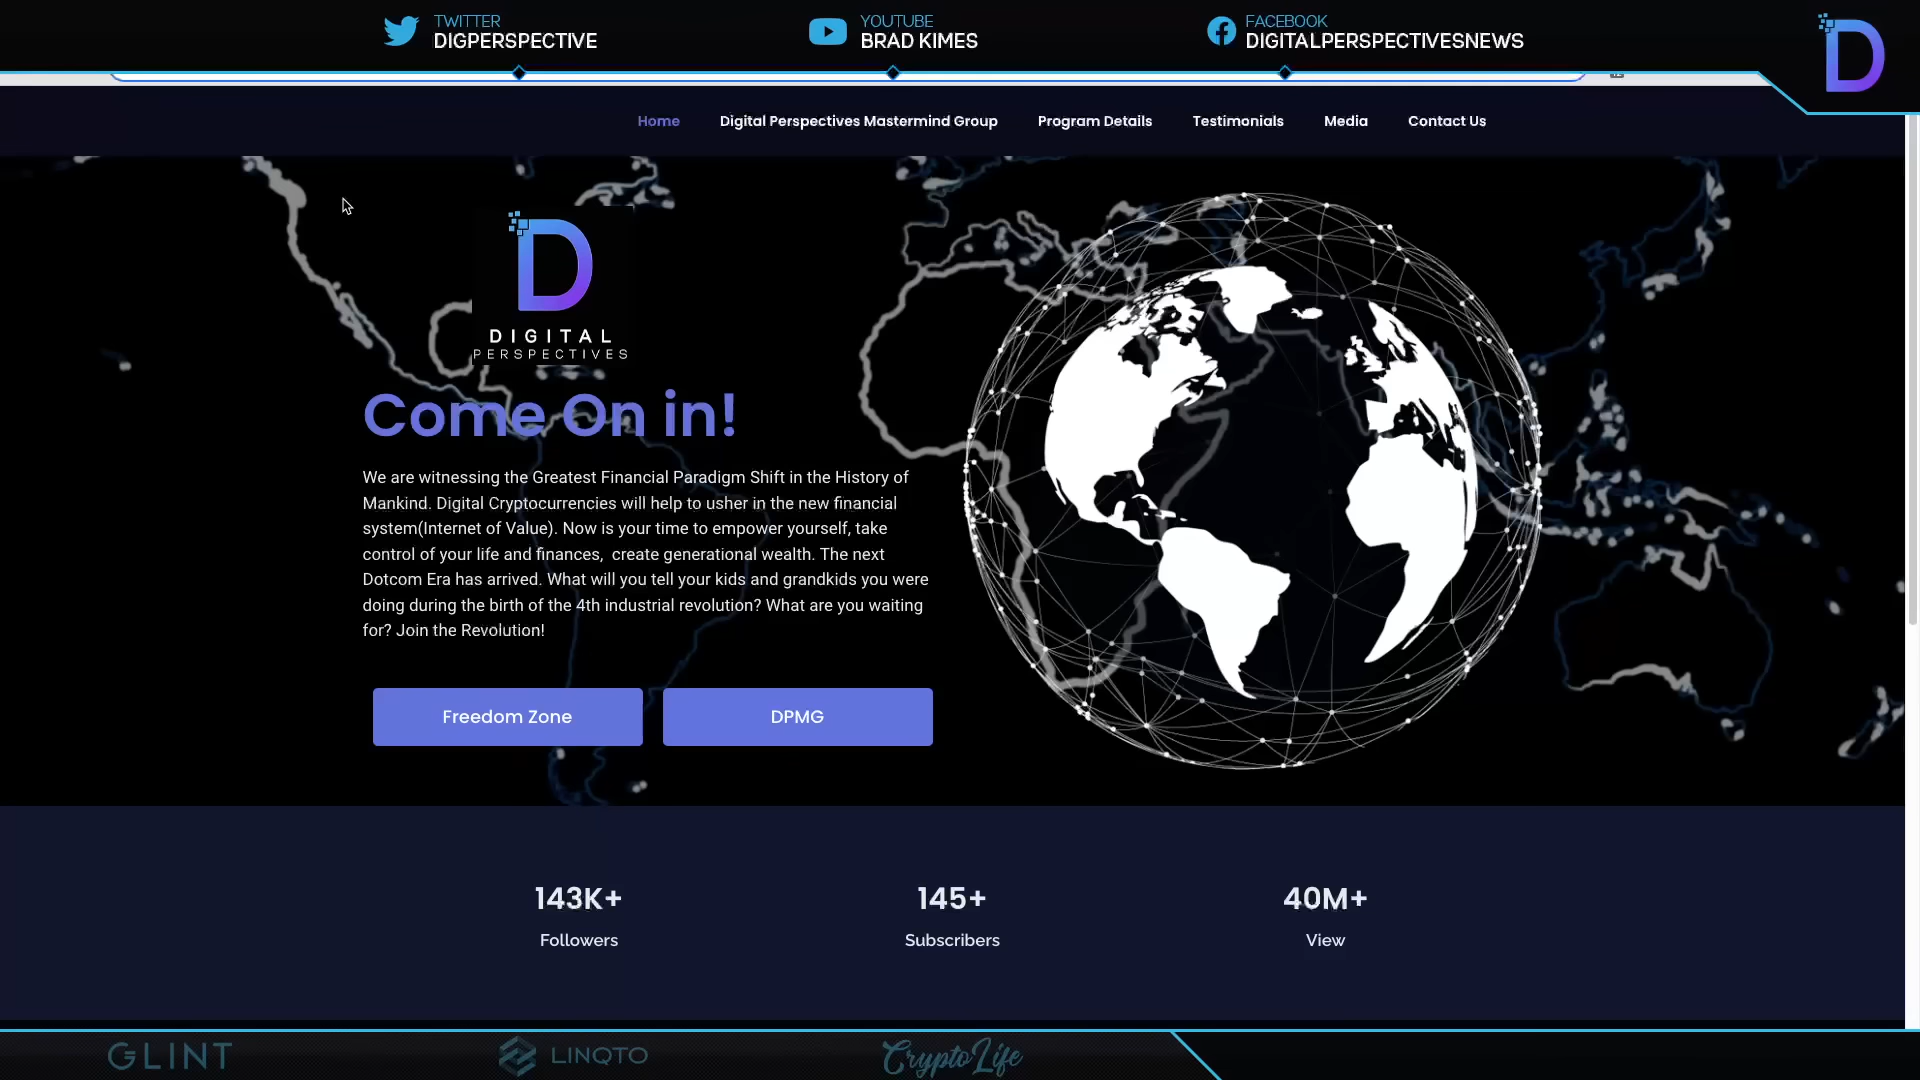 TWITTER
DIGPERSPECTIVE
YOUTUBE
BRAD KIMES
FACEBOOK
DIGITALPERSPECTIVESNEWS
D
Home
Digital Perspectives Mastermind Group
Program Details
Testimonials
Media
Contact Us
D
DIGITAL
PERSPECTIVES
Come On in!
We are witnessing the Greatest Financial Paradigm Shift in the History of
Mankind. Digital Cryptocurrencies will help to usher in the new financial
system(Internet of Value). Now is your time to empower yourself, take
control of your life and finances,  create generational wealth. The next
Dotcom Era has arrived. What will you tell your kids and grandkids you were
doing during the birth of the 4th industrial revolution? What are you waiting
for? Join the Revolution!
Freedom Zone
DPMG
143K+
Followers
145+
Subscribers
40M+
View
GLINT
LINQTO
CryptoLife